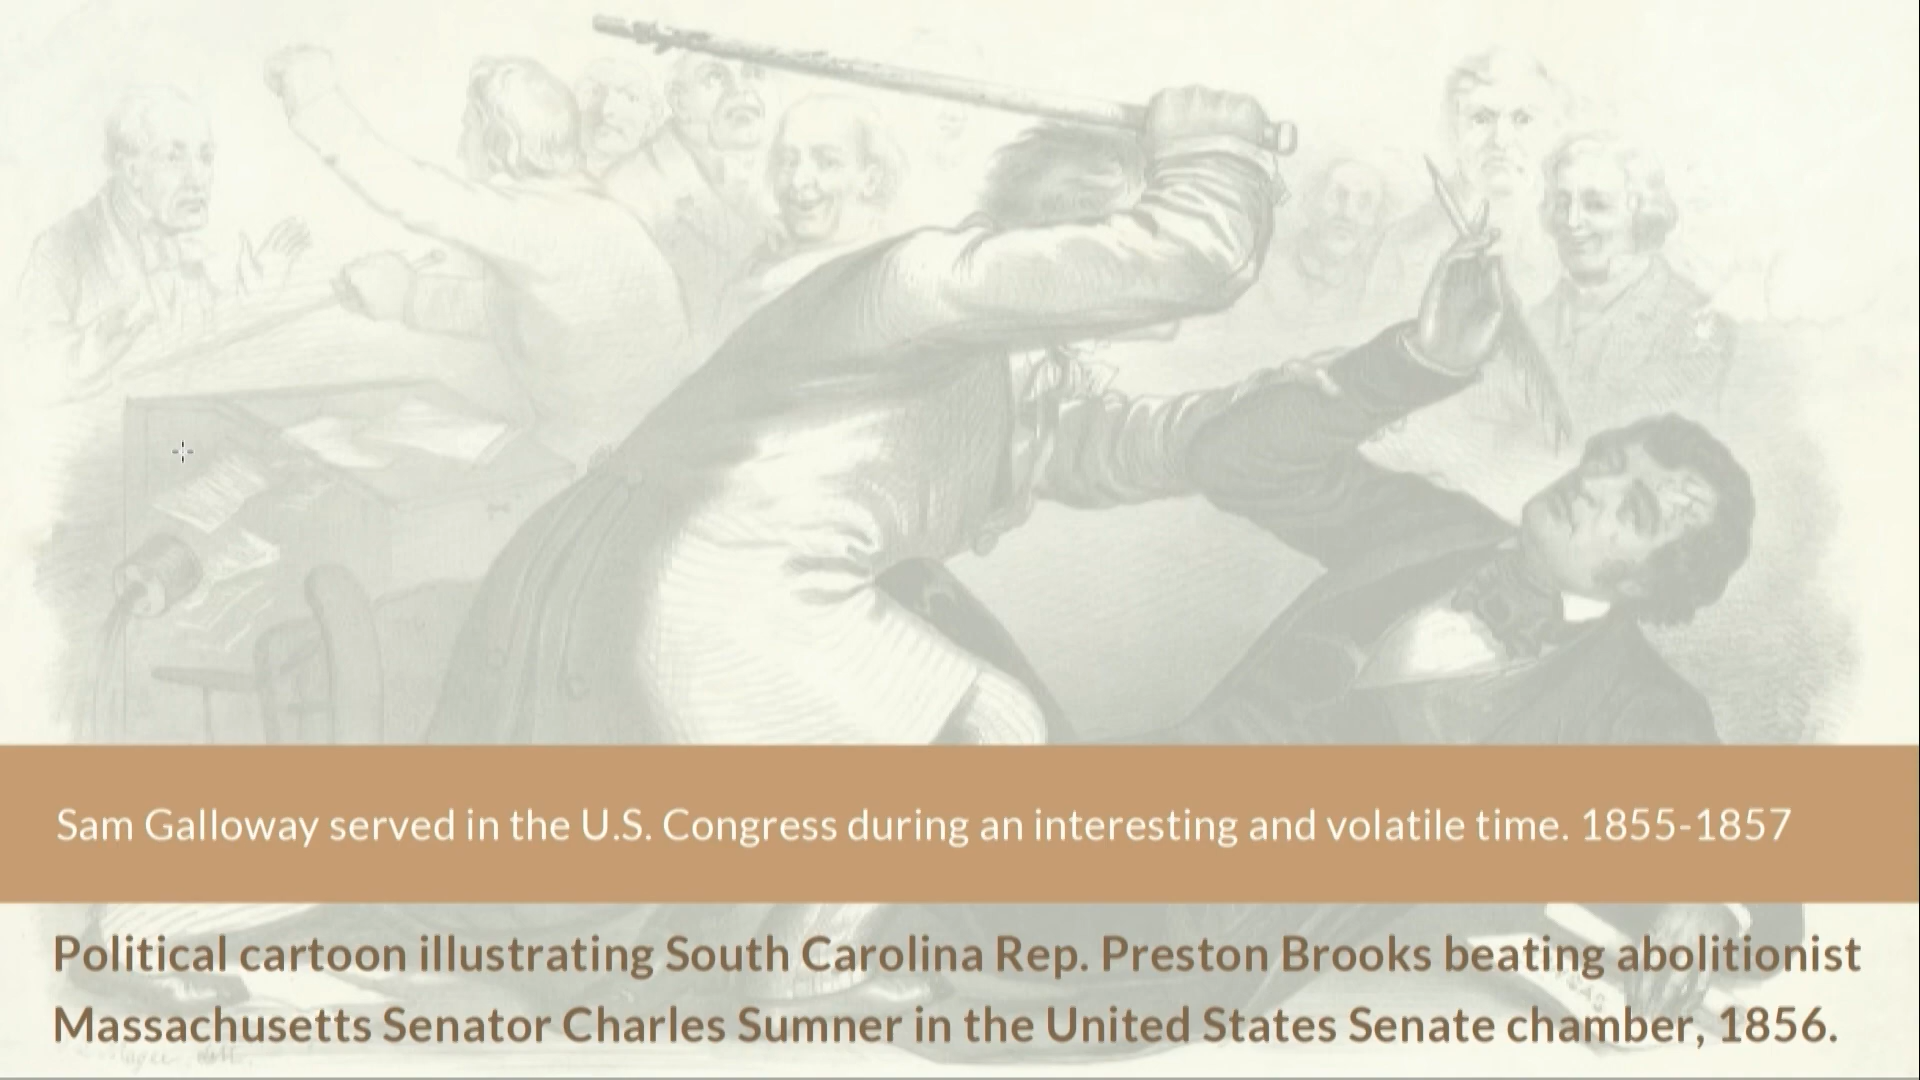 Sam Galloway served in the U.S. Congress during an interesting and volatile time. 1855-1857
Political cartoon illustrating South Carolina Rep. Preston Brooks beating abolitionist
Massachusetts Senator Charles Sumner in the United States Senate chamber, 1856.